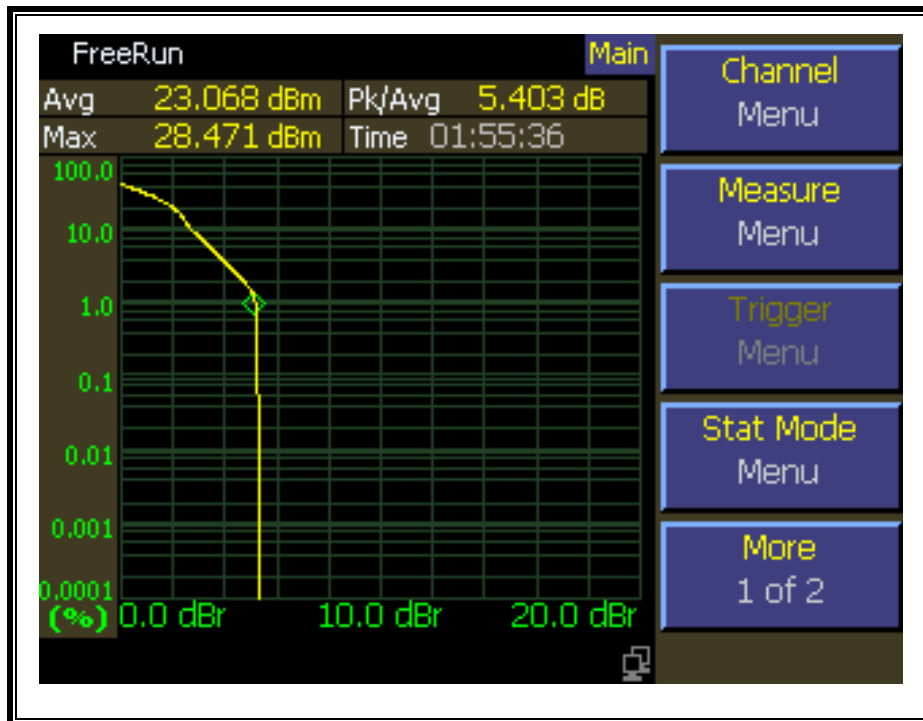 FreeRun Main
Avg 23.068 dBm Pk/Avg 5.403 dB
Max 28.471 dBm Time 01:55:36
100.0
10.0
1.0
0.1
0.01
0.001
0.0001
(%) 0.0 dBr 10.0 dBr 20.0 dBr
Channel
Menu
Measure
Menu
Trigger
Menu
Stat Mode
Menu
More
1 of 2